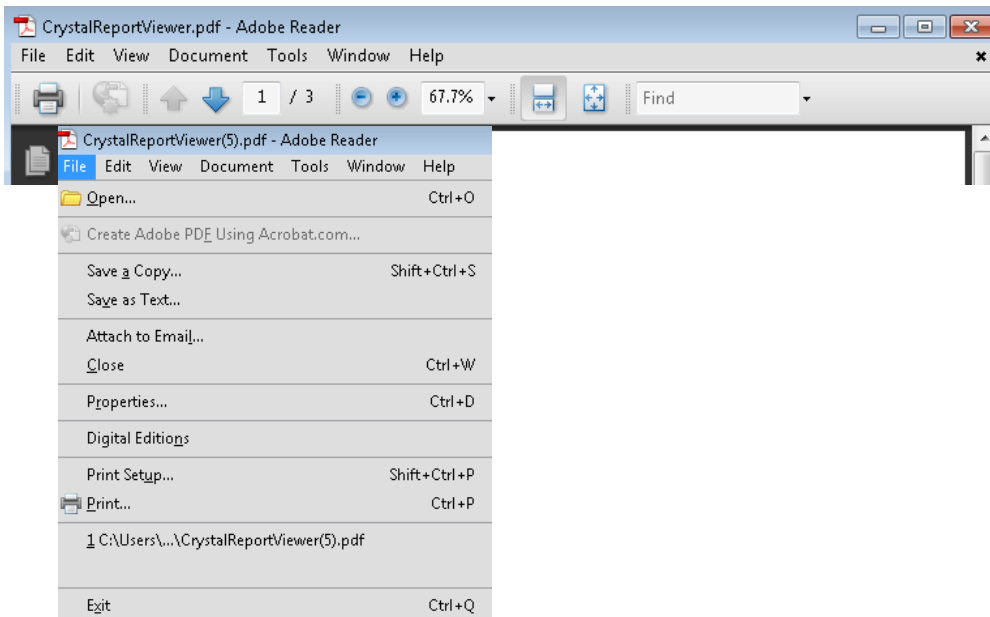 CrystalReportViewer.pdf - Adobe Reader
File Edit View Document Tools Window Help
1 / 3 67.7% Find
CrystalReportViewer(5).pdf - Adobe Reader
File Edit View Document Tools Window Help
Open... Ctrl+O
Create Adobe PDF Using Acrobat.com...
Save a Copy... Shift+Ctrl+S
Save as Text...
Attach to Email...
Close Ctrl+W
Properties... Ctrl+D
Digital Editions
Print Setup... Shift+Ctrl+P
Print... Ctrl+P
1 C:\Users\...\CrystalReportViewer(5).pdf
Exit Ctrl+Q